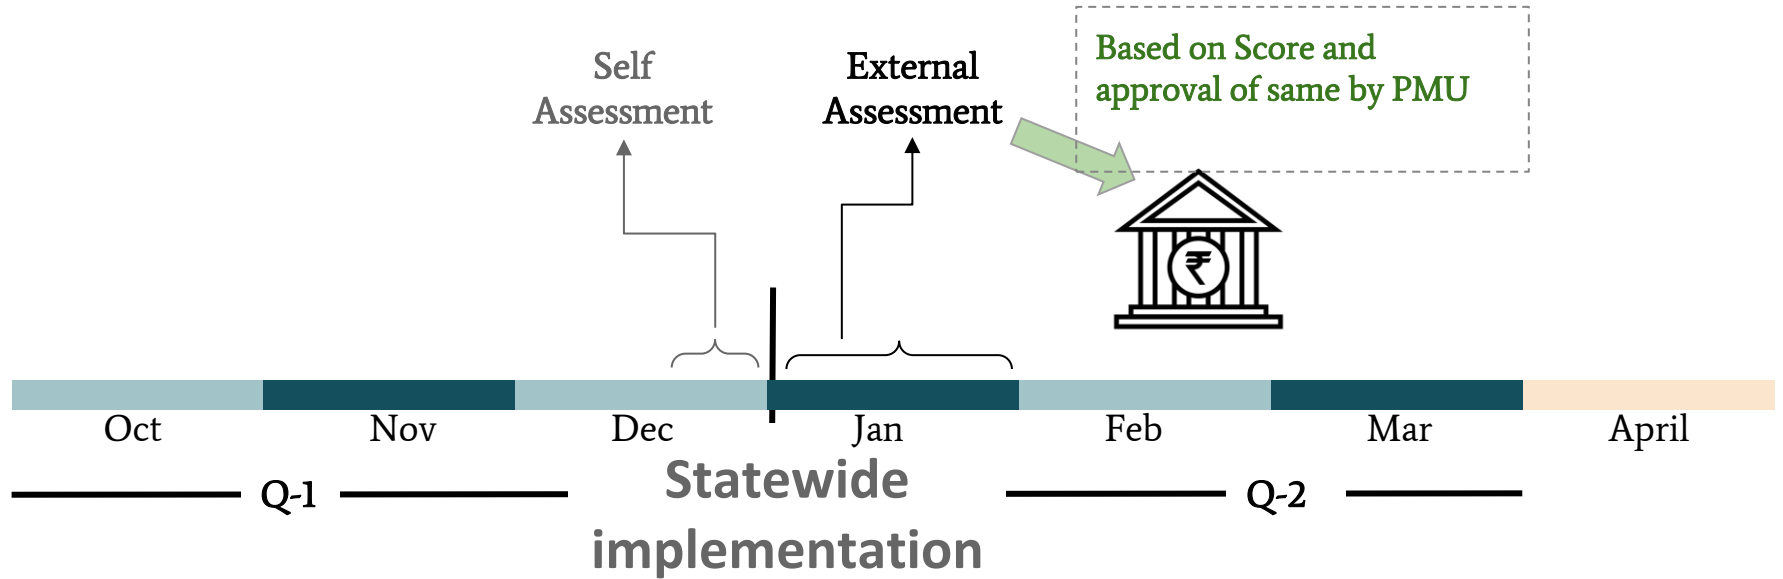 Self
Assessment
External
Assessment
Based on Score and
approval of same by PMU
₹
Oct
Nov
Dec
Jan
Feb
Mar
April
Q-1
Statewide
implementation
Q-2